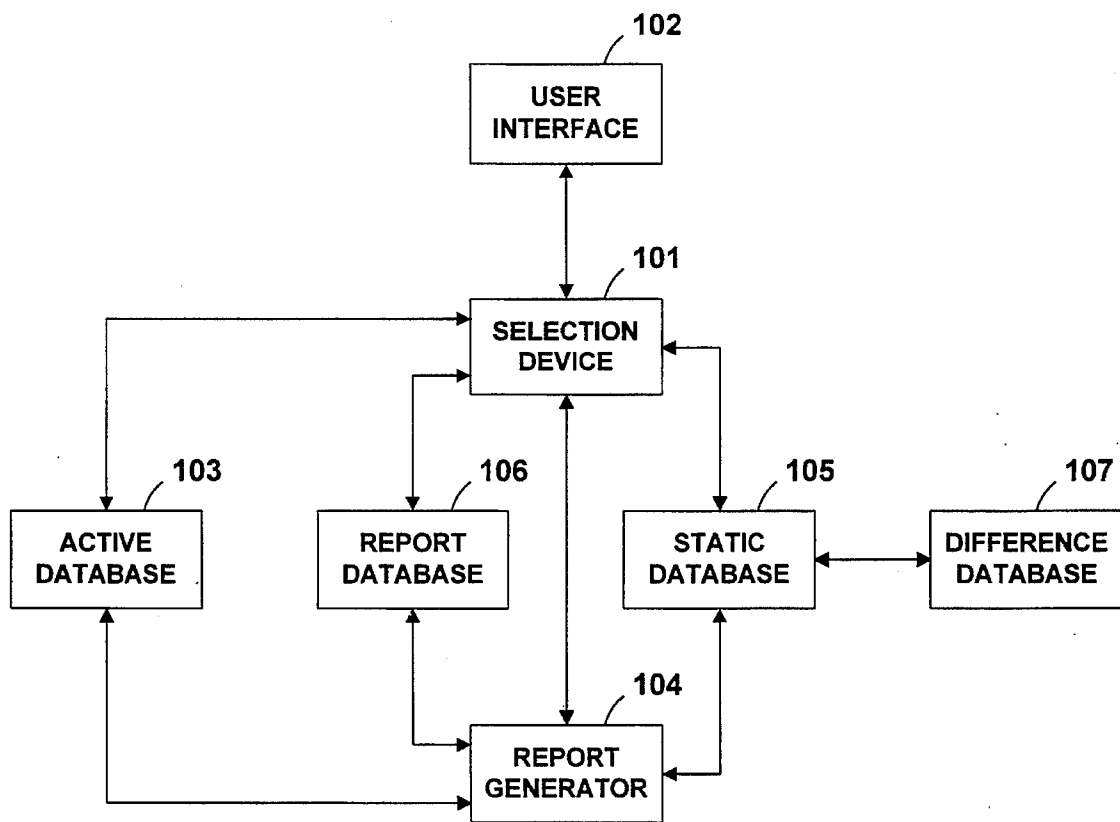 102
USER
INTERFACE
101
SELECTION
DEVICE
103
ACTIVE
DATABASE
106
REPORT
DATABASE
105
STATIC
DATABASE
107
DIFFERENCE
DATABASE
104
REPORT
GENERATOR